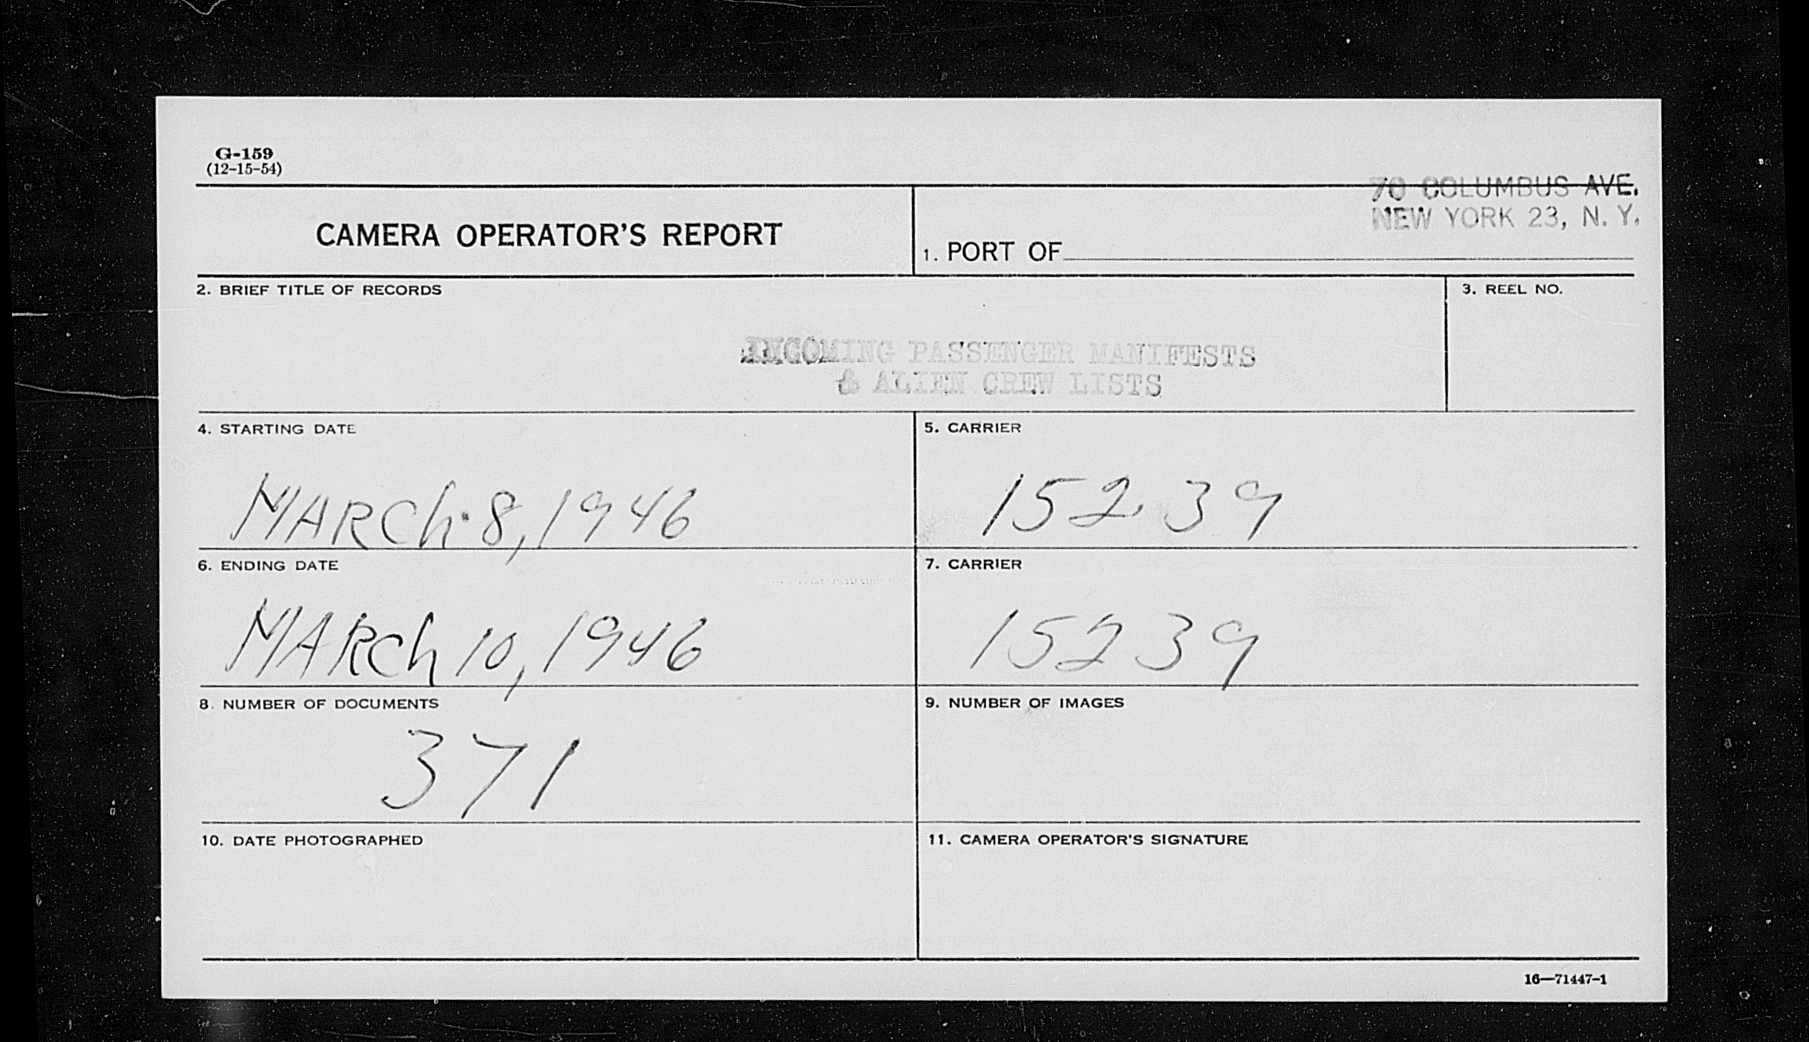 G-159
(12-15-54)
CAMERA OPERATOR'S REPORT
70 COLUMBUS AVE.
NEW YORK 23, N. Y.
1. PORT OF
2. BRIEF TITLE OF RECORDS
3. REEL NO.
INCOMING PASSENGER MANIFESTS
& ALIEN CREW LISTS
4. STARTING DATE
5. CARRIER
MARCh 8, 1946
15239
6. ENDING DATE
7. CARRIER
MARCh 10, 1946
15239
8. NUMBER OF DOCUMENTS
9. NUMBER OF IMAGES
371
10. DATE PHOTOGRAPHED
11. CAMERA OPERATOR'S SIGNATURE
16—71447-1